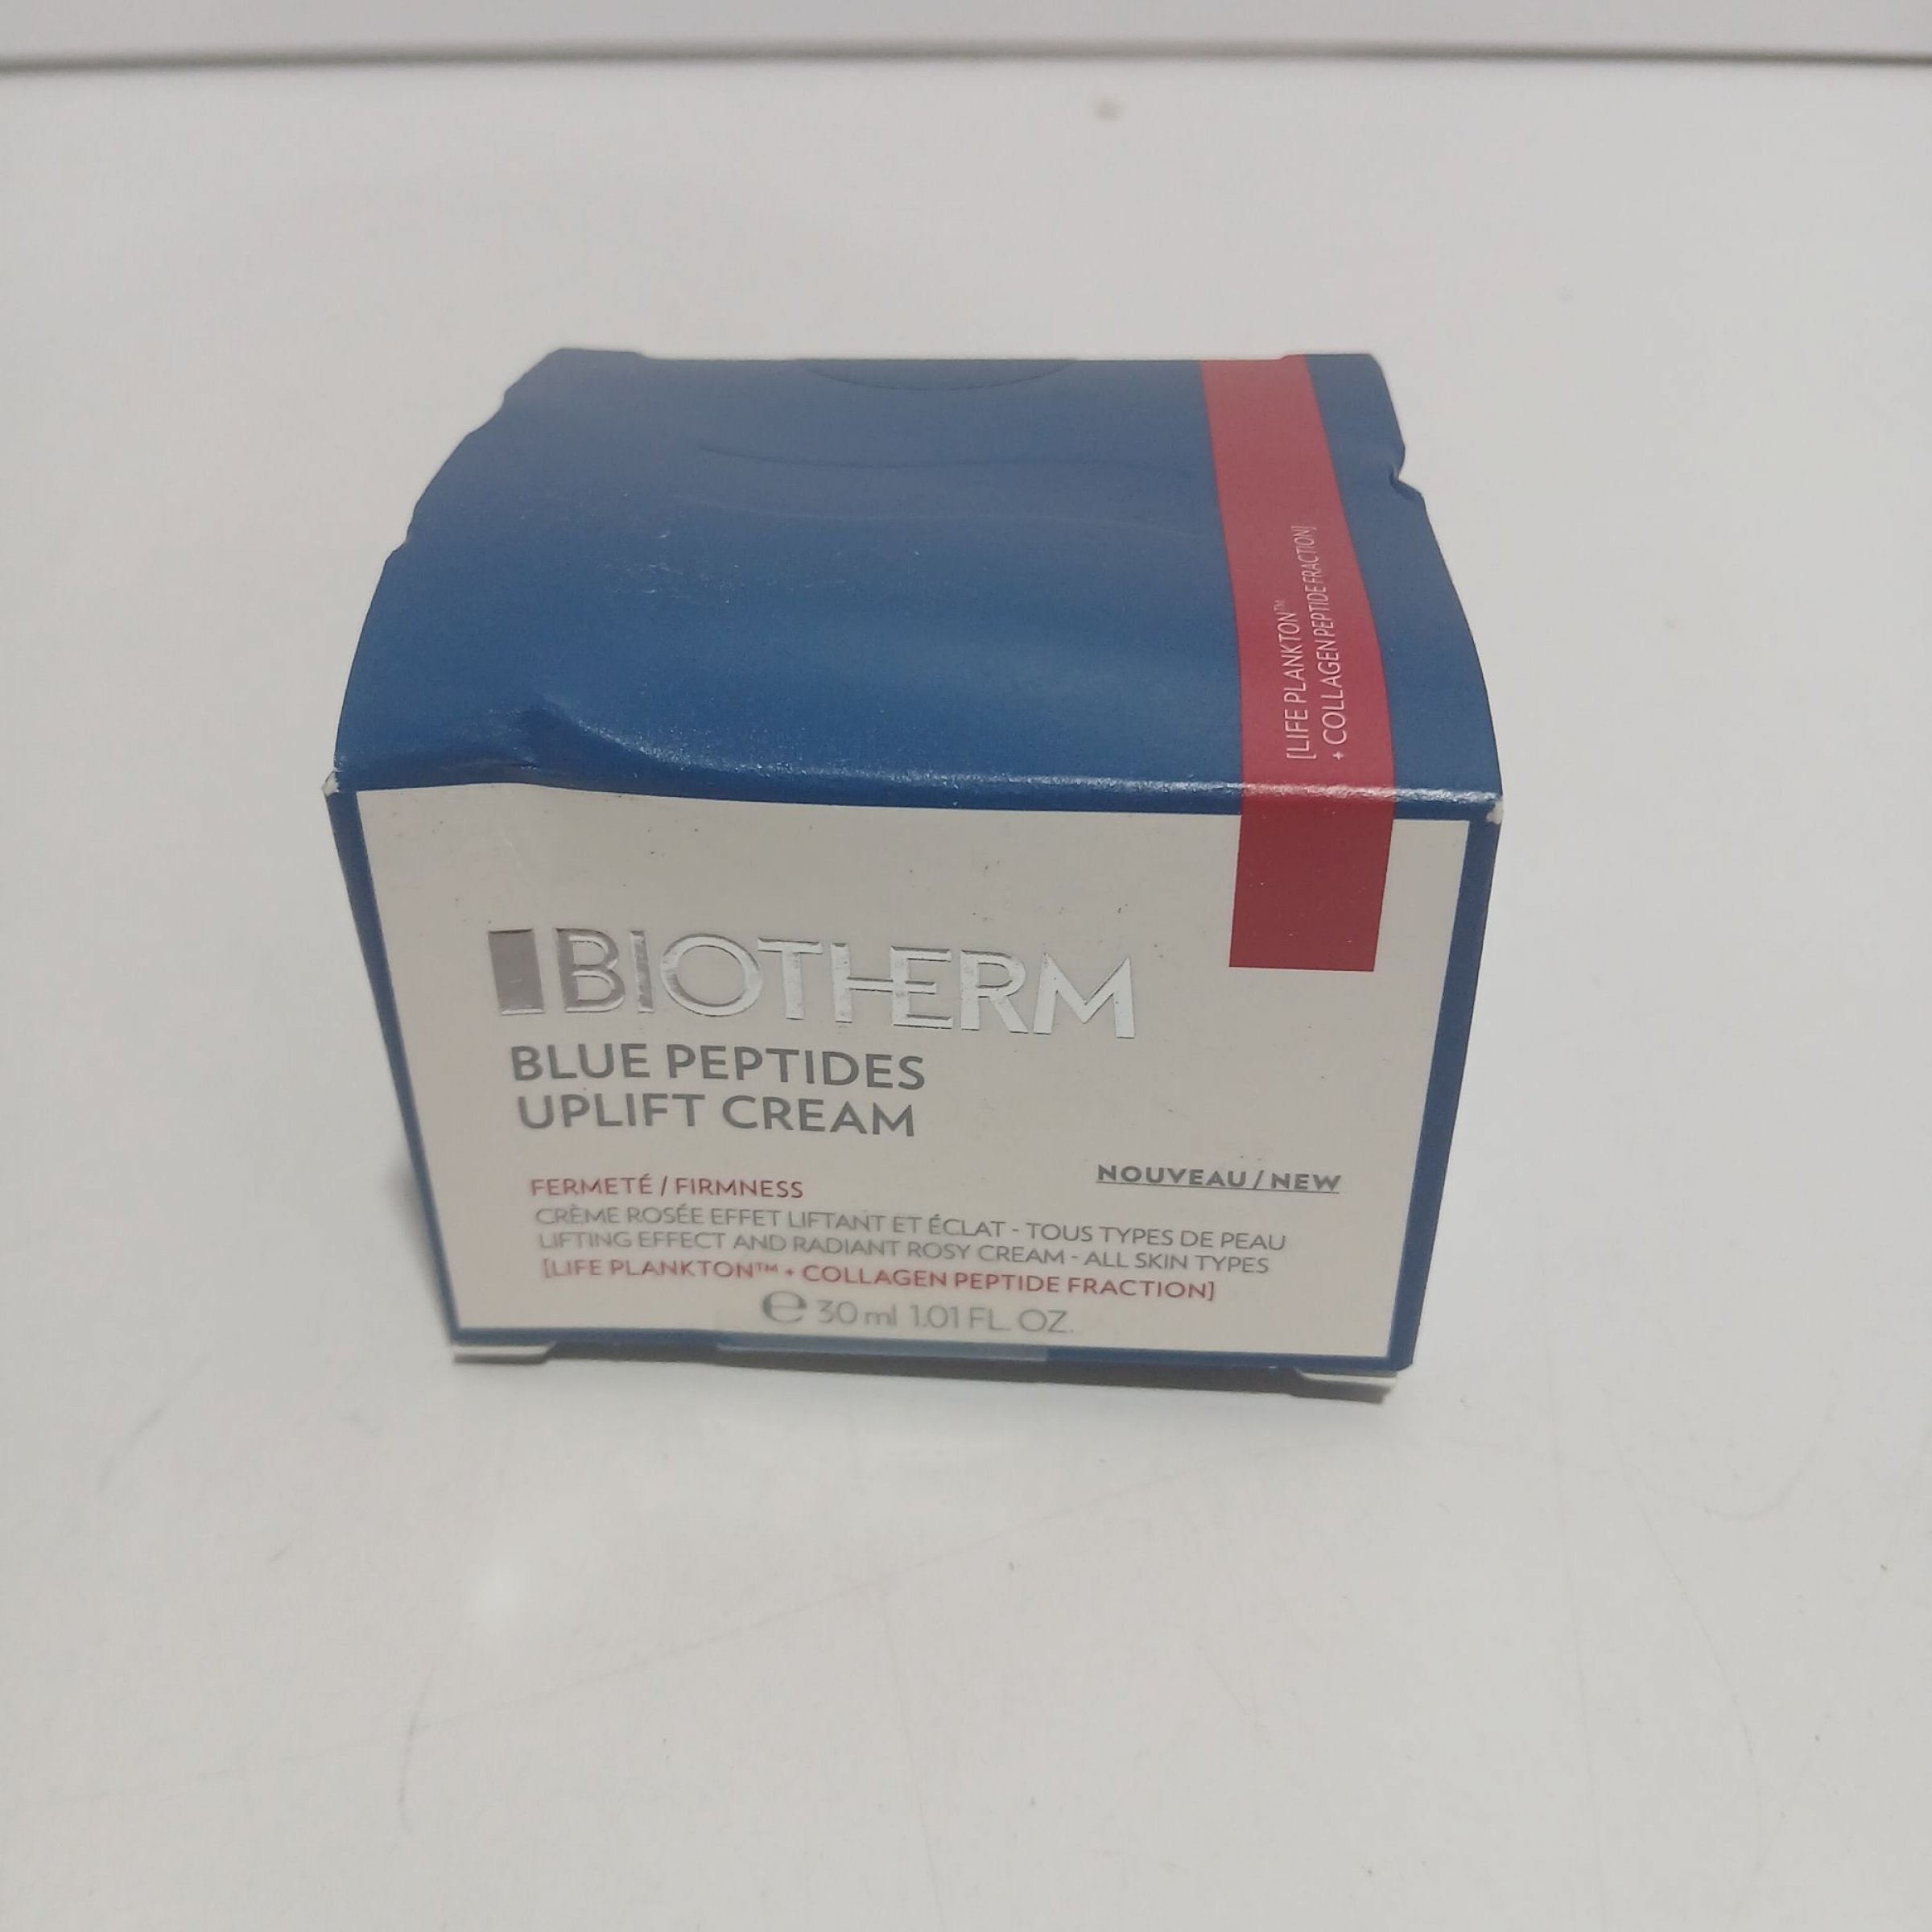 [LIFE PLANKTON™
+ COLLAGEN PEPTIDE FRACTION]
BIOTHERM
BLUE PEPTIDES
UPLIFT CREAM
NOUVEAU / NEW
FERMETÉ / FIRMNESS
CRÈME ROSÉE EFFET LIFTANT ET ÉCLAT - TOUS TYPES DE PEAU
LIFTING EFFECT AND RADIANT ROSY CREAM - ALL SKIN TYPES
[LIFE PLANKTON™ + COLLAGEN PEPTIDE FRACTION]
℮ 30 ml 1.01 FL. OZ.